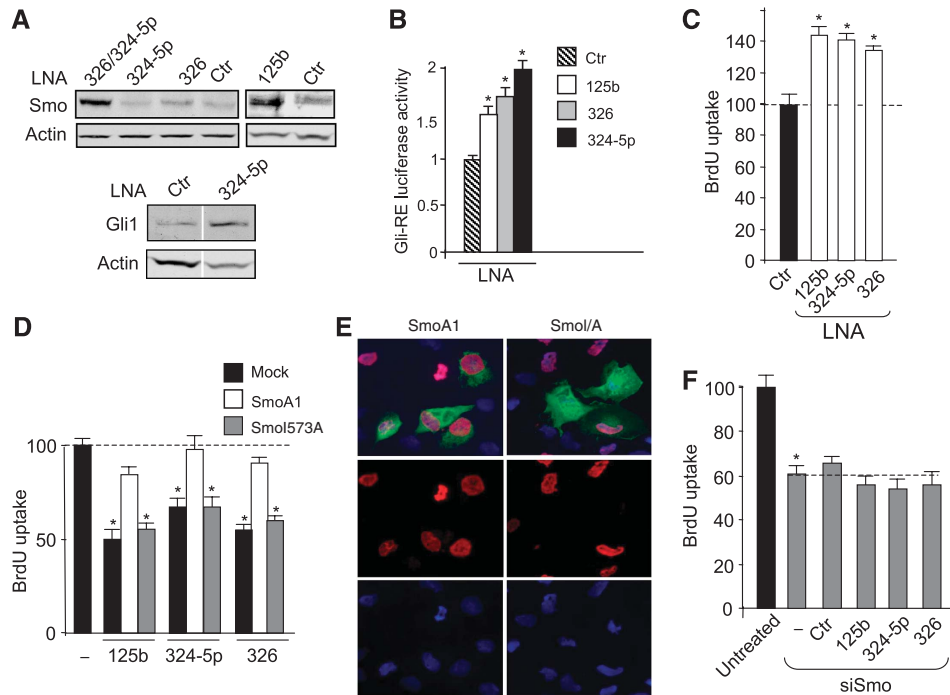 A
LNA
326/324-5p
324-5p
326
Ctr
125b
Ctr
Smo
Actin
LNA
Ctr
324-5p
Gli1
Actin
B
Gli-RE luciferase activity
2
1.5
1
0.5
0
*
*
*
LNA
Ctr
125b
326
324-5p
C
BrdU uptake
140
120
100
80
60
40
20
0
*
*
*
Ctr
125b
324-5p
326
LNA
D
Mock
SmoA1
SmoI573A
BrdU uptake
100
50
0
*
*
*
*
*
*
–
125b
324-5p
326
E
SmoA1
SmoI/A
F
BrdU uptake
100
80
60
40
20
0
*
Untreated
–
Ctr
125b
324-5p
326
siSmo